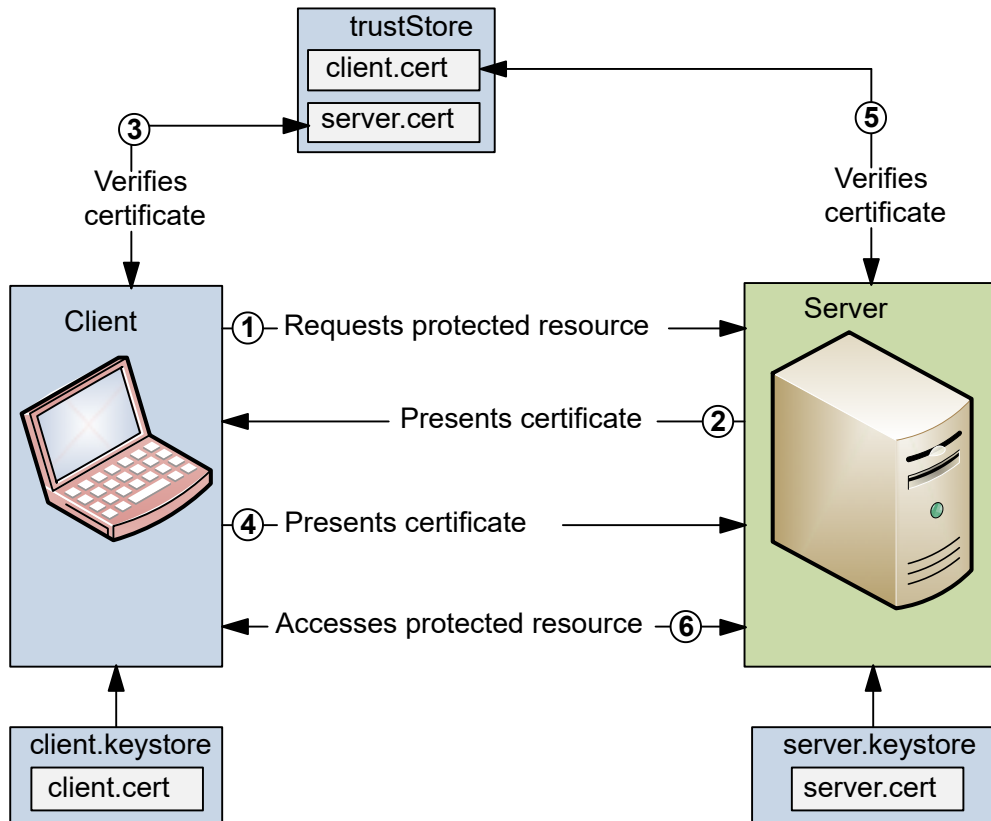 trustStore
client.cert
server.cert
3
5
Verifies
certificate
Verifies
certificate
Client
Server
1 Requests protected resource
Presents certificate 2
4 Presents certificate
Accesses protected resource 6
client.keystore
client.cert
server.keystore
server.cert